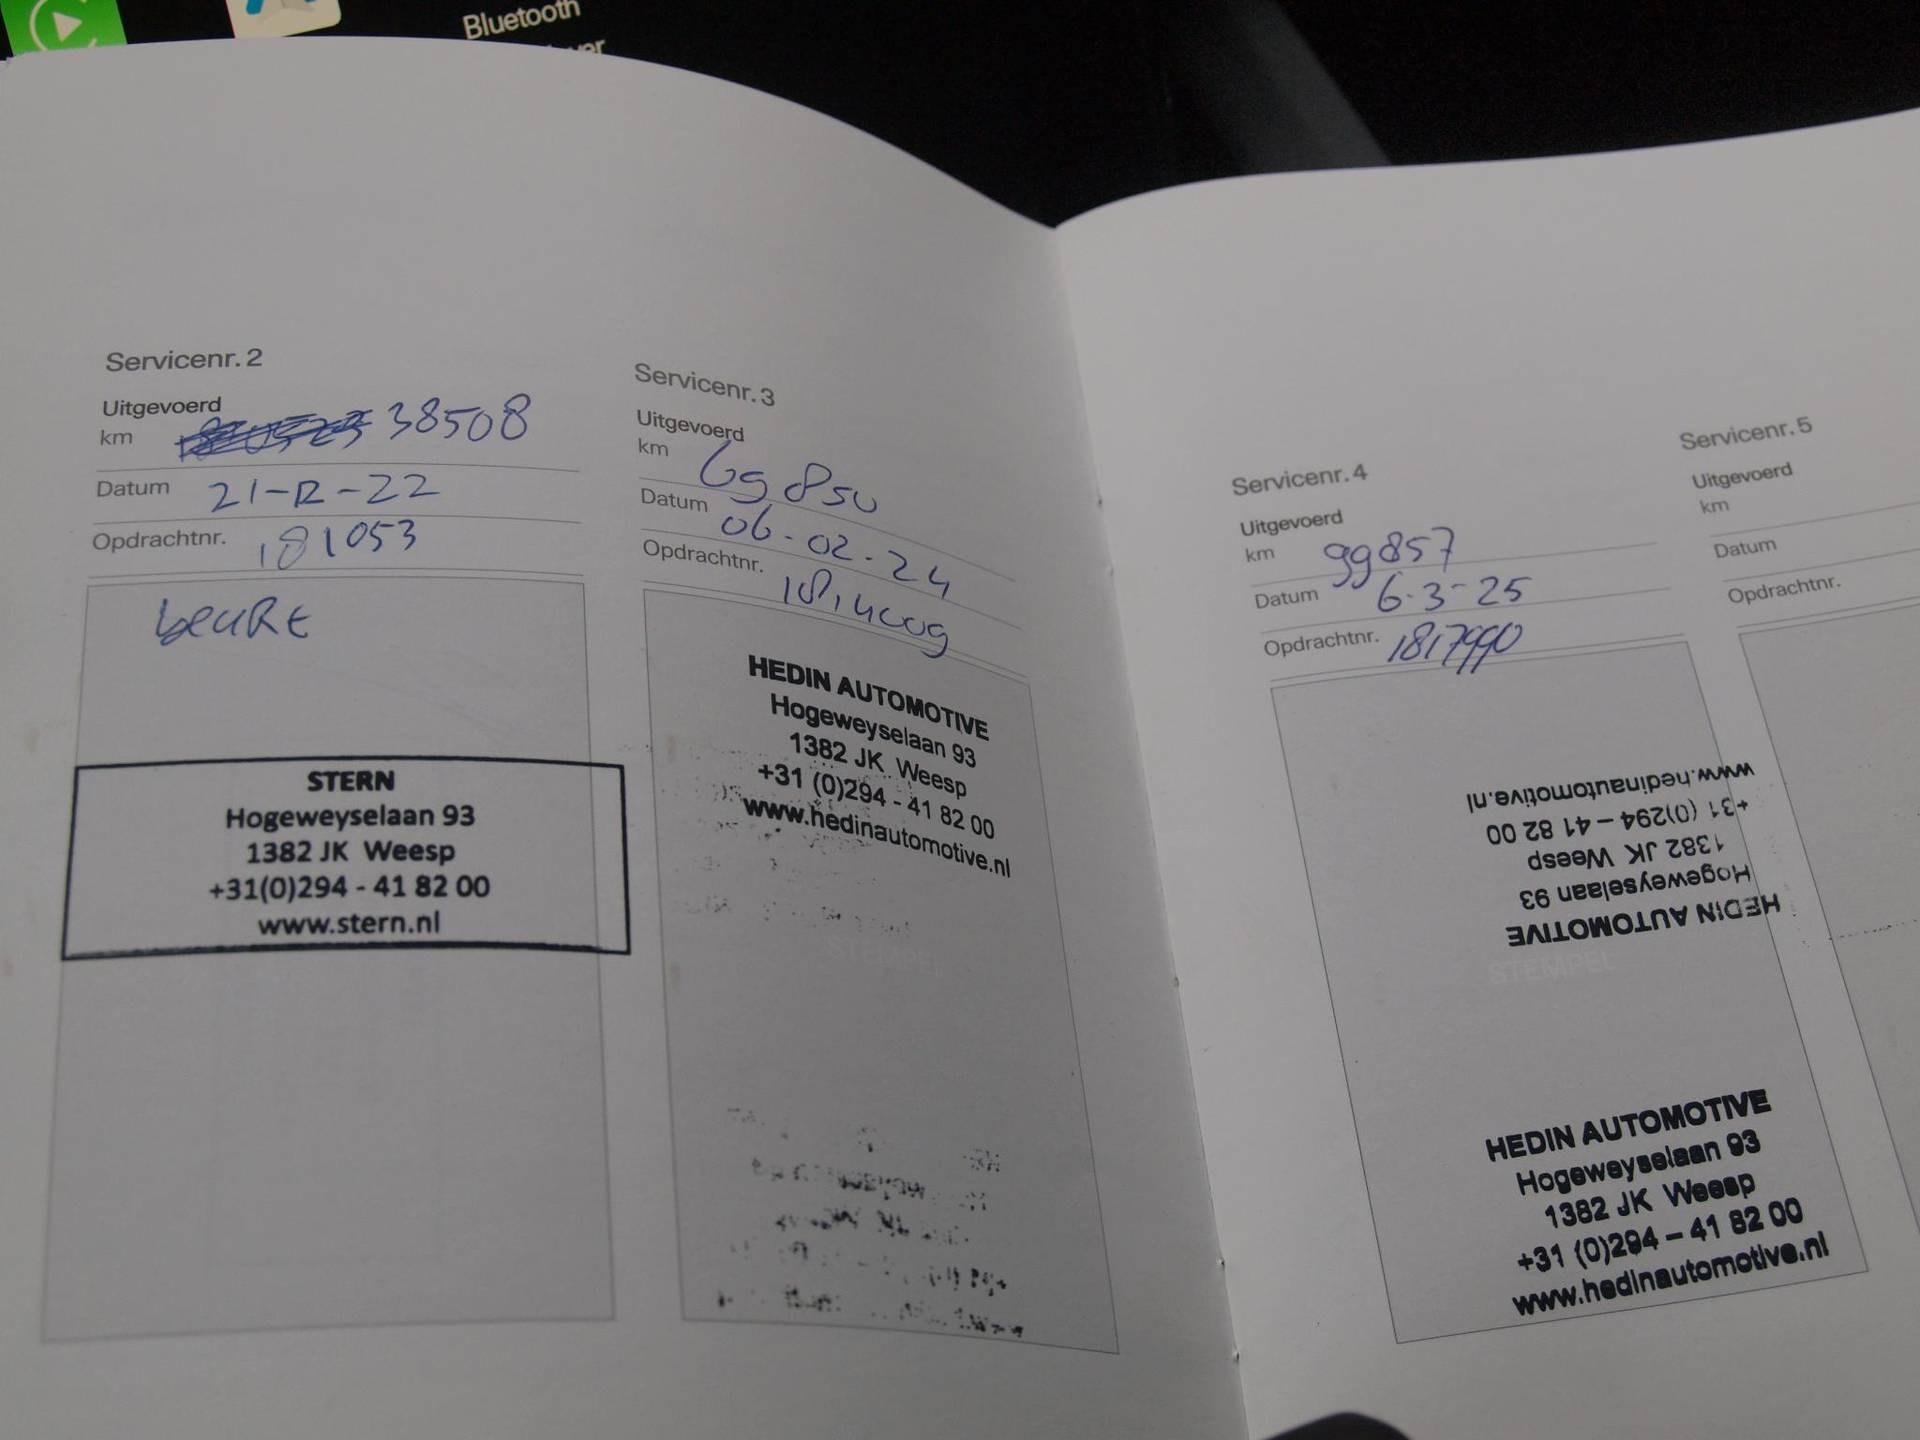 Bluetooth
Servicenr. 2
Uitgevoerd
km 38508
Datum 21-12-22
Opdrachtnr. 181053
beurt
STERN
Hogeweyselaan 93
1382 JK Weesp
+31(0)294 - 41 82 00
www.stern.nl
Servicenr. 3
Uitgevoerd
km 69850
Datum 06-02-24
Opdrachtnr.
HEDIN AUTOMOTIVE
Hogeweyselaan 93
1382 JK Weesp
+31 (0)294 - 41 82 00
www.hedinautomotive.nl
STEMPEL
Servicenr. 4
Uitgevoerd
km 99857
Datum 6-3-25
Opdrachtnr. 1817990
HEDIN AUTOMOTIVE
Hogeweyselaan 93
1382 JK Weesp
+31 (0)294 – 41 82 00
www.hedinautomotive.nl
STEMPEL
HEDIN AUTOMOTIVE
Hogeweyselaan 93
1382 JK Weesp
+31 (0)294 – 41 82 00
www.hedinautomotive.nl
Servicenr. 5
Uitgevoerd
km
Datum
Opdrachtnr.